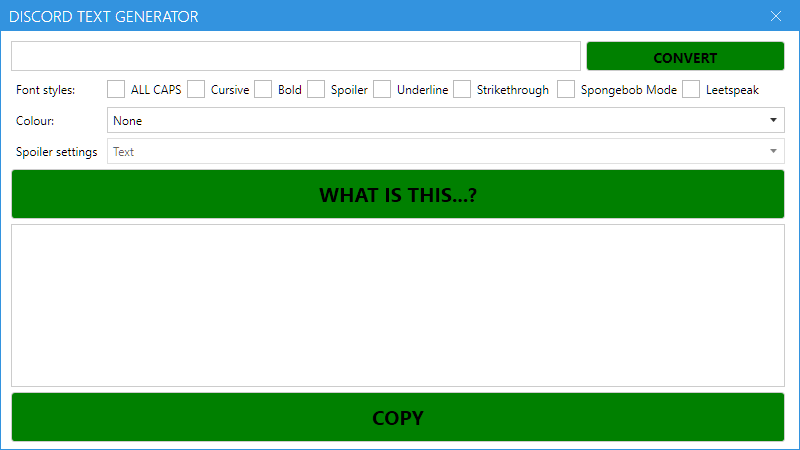 DISCORD TEXT GENERATOR
CONVERT
Font styles: ALL CAPS Cursive Bold Spoiler Underline Strikethrough Spongebob Mode Leetspeak
Colour: None
Spoiler settings Text
WHAT IS THIS...?
COPY